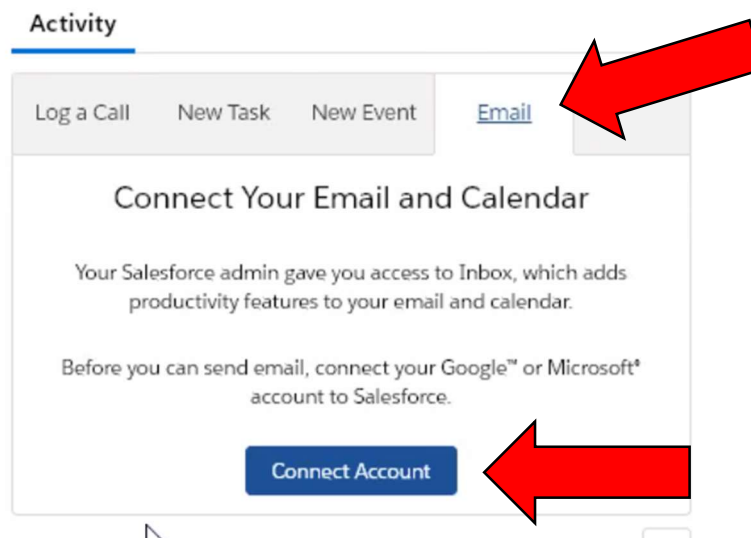 Activity
Log a Call New Task New Event Email
Connect Your Email and Calendar
Your Salesforce admin gave you access to Inbox, which adds
productivity features to your email and calendar.
Before you can send email, connect your Google™ or Microsoft®
account to Salesforce.
Connect Account